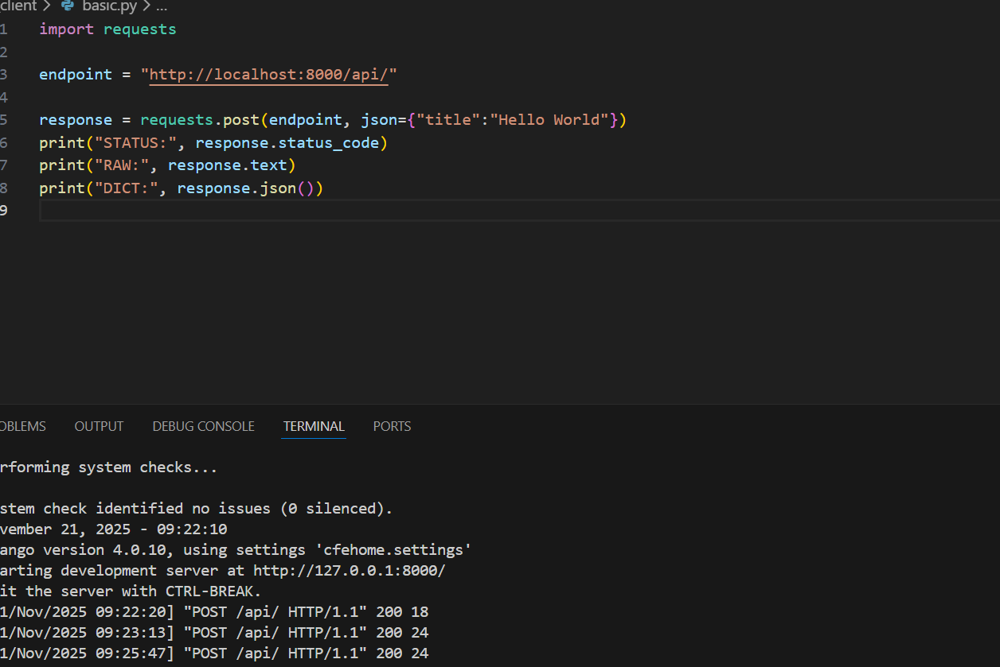 client > basic.py > ...
1 import requests
2
3 endpoint = "http://localhost:8000/api/"
4
5 response = requests.post(endpoint, json={"title":"Hello World"})
6 print("STATUS:", response.status_code)
7 print("RAW:", response.text)
8 print("DICT:", response.json())
9
OBLEMS OUTPUT DEBUG CONSOLE TERMINAL PORTS
rforming system checks...
stem check identified no issues (0 silenced).
vember 21, 2025 - 09:22:10
ango version 4.0.10, using settings 'cfehome.settings'
arting development server at http://127.0.0.1:8000/
it the server with CTRL-BREAK.
1/Nov/2025 09:22:20] "POST /api/ HTTP/1.1" 200 18
1/Nov/2025 09:23:13] "POST /api/ HTTP/1.1" 200 24
1/Nov/2025 09:25:47] "POST /api/ HTTP/1.1" 200 24